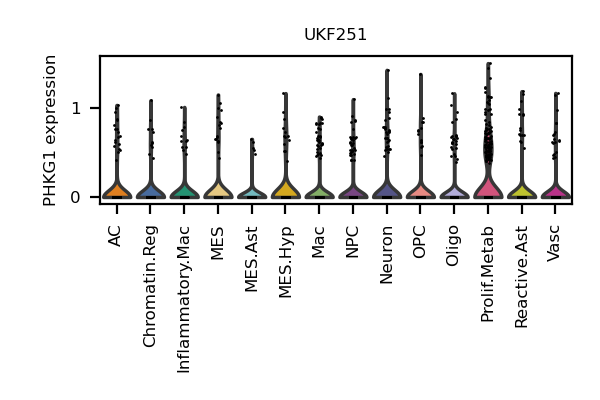 UKF251
PHKG1 expression
1
0
AC
Chromatin.Reg
Inflammatory.Mac
MES
MES.Ast
MES.Hyp
Mac
NPC
Neuron
OPC
Oligo
Prolif.Metab
Reactive.Ast
Vasc